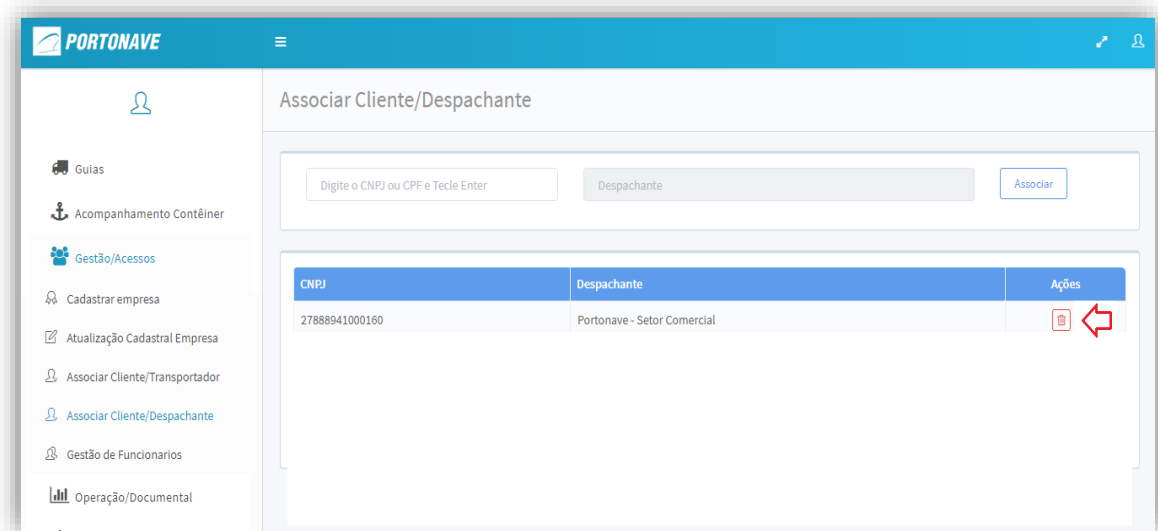 PORTONAVE
Associar Cliente/Despachante
Guias
Acompanhamento Contêiner
Gestão/Acessos
Cadastrar empresa
Atualização Cadastral Empresa
Associar Cliente/Transportador
Associar Cliente/Despachante
Gestão de Funcionarios
Operação/Documental
Digite o CNPJ ou CPF e Tecle Enter
Despachante
Associar
CNPJ Despachante Ações
27888941000160 Portonave - Setor Comercial